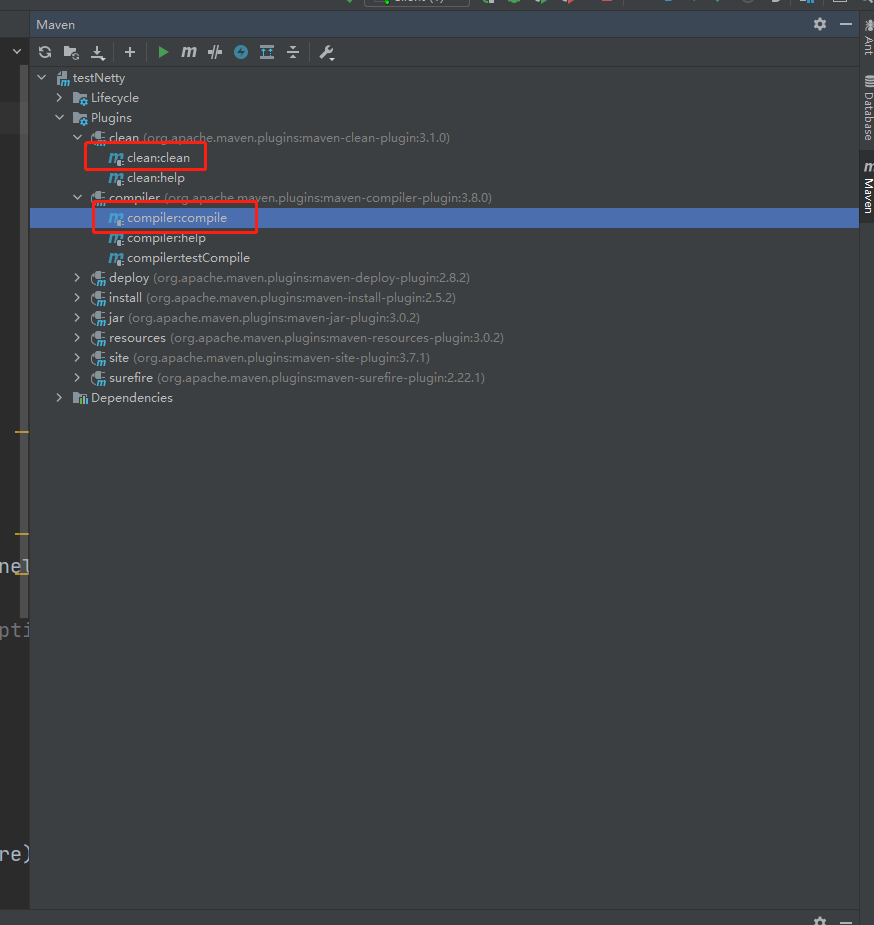 Maven
testNetty
Lifecycle
Plugins
clean (org.apache.maven.plugins:maven-clean-plugin:3.1.0)
clean:clean
clean:help
compiler (org.apache.maven.plugins:maven-compiler-plugin:3.8.0)
compiler:compile
compiler:help
compiler:testCompile
deploy (org.apache.maven.plugins:maven-deploy-plugin:2.8.2)
install (org.apache.maven.plugins:maven-install-plugin:2.5.2)
jar (org.apache.maven.plugins:maven-jar-plugin:3.0.2)
resources (org.apache.maven.plugins:maven-resources-plugin:3.0.2)
site (org.apache.maven.plugins:maven-site-plugin:3.7.1)
surefire (org.apache.maven.plugins:maven-surefire-plugin:2.22.1)
Dependencies
nel
pti
re)
Ant
Database
Maven